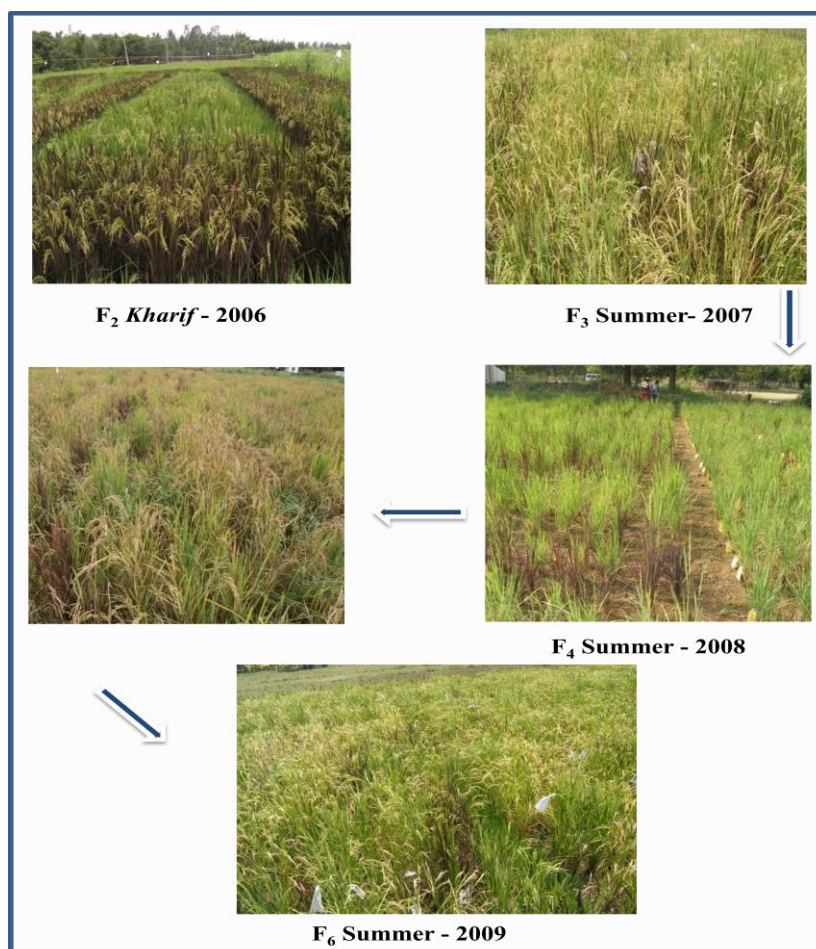 F₂ Kharif - 2006
F₃ Summer- 2007
F₄ Summer - 2008
F₆ Summer - 2009